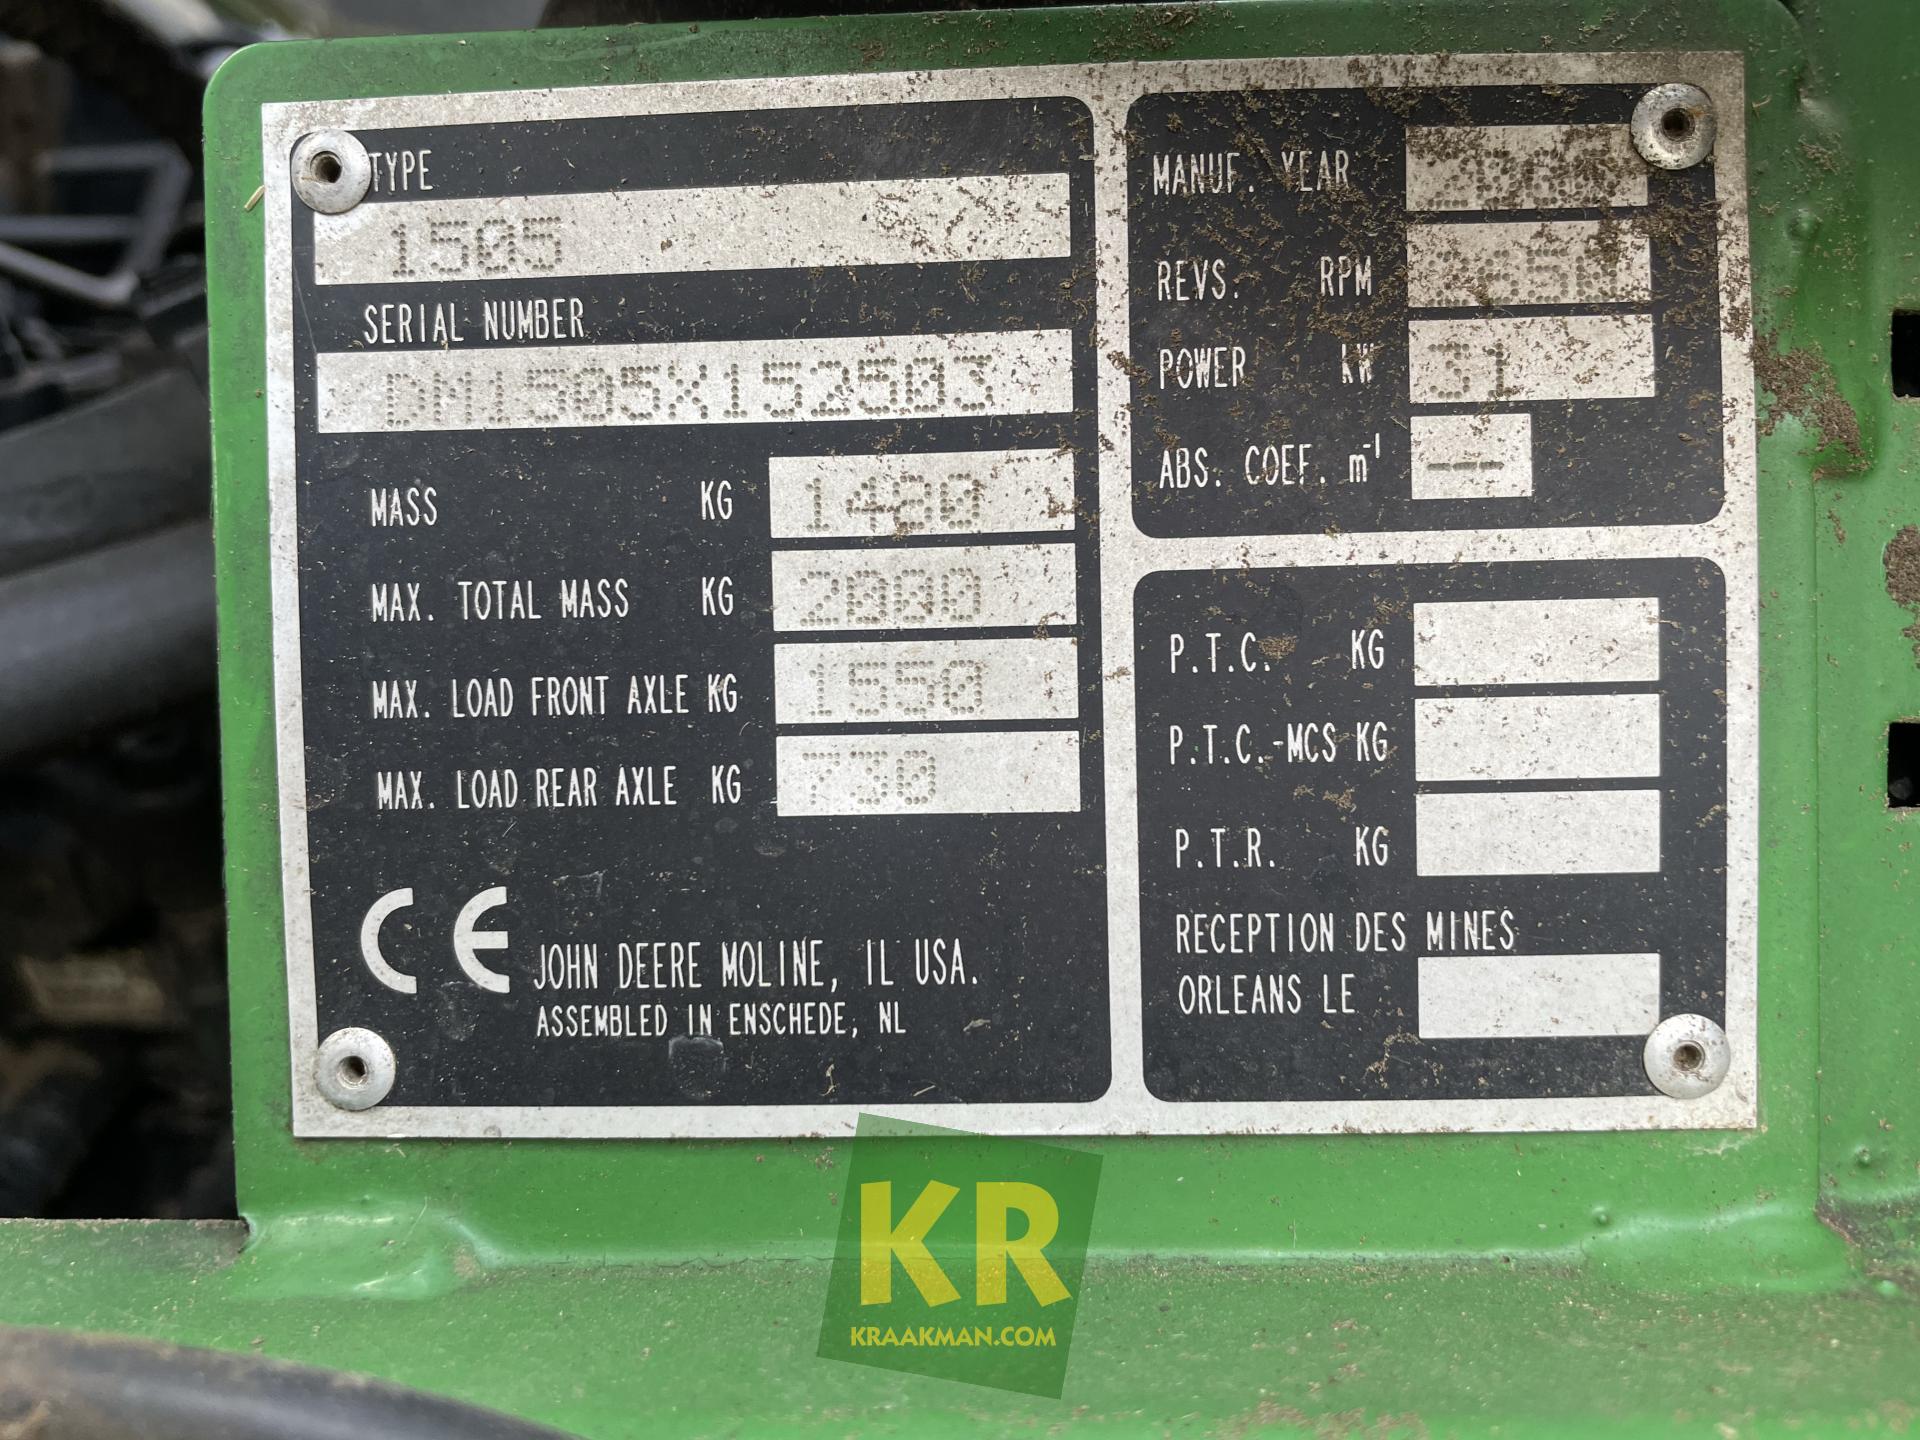 TYPE
1505
SERIAL NUMBER
DM1505X152503
MASS KG
MAX. TOTAL MASS KG 2000
MAX. LOAD FRONT AXLE KG 1550
MAX. LOAD REAR AXLE KG 730
CE JOHN DEERE MOLINE, IL USA.
ASSEMBLED IN ENSCHEDE, NL
MANUF. YEAR
REVS. RPM
POWER KW 31
ABS. COEF. m⁻¹ ---
P.T.C. KG
P.T.C.-MCS KG
P.T.R. KG
RECEPTION DES MINES
ORLEANS LE
KR
KRAAKMAN.COM